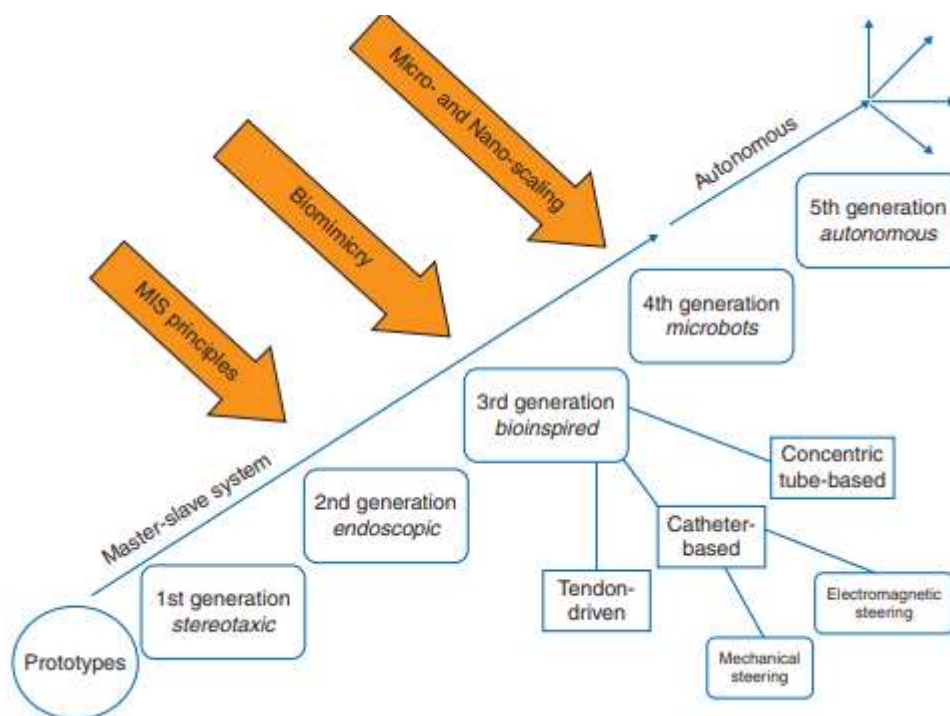 Micro- and Nano-scaling
Biomimicry
MIS principles
Master-slave system
Autonomous
5th generation
autonomous
4th generation
microbots
3rd generation
bioinspired
2nd generation
endoscopic
1st generation
stereotaxic
Prototypes
Concentric
tube-based
Catheter-
based
Tendon-
driven
Electromagnetic
steering
Mechanical
steering